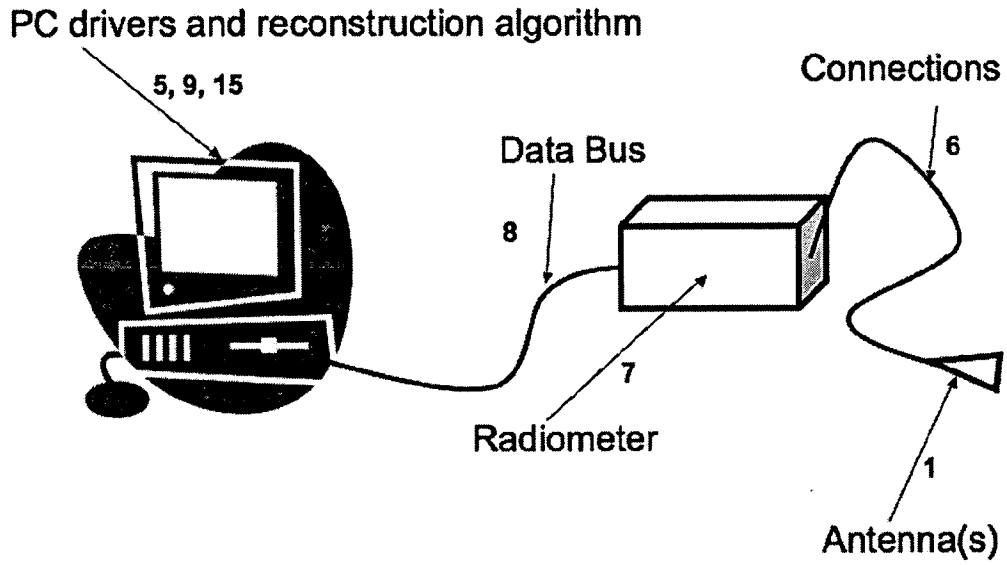 PC drivers and reconstruction algorithm
5, 9, 15
Connections
6
Data Bus
8
7
Radiometer
1
Antenna(s)